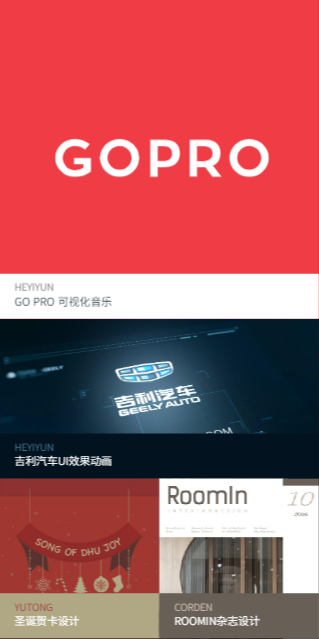 GOPRO
HEYIYUN
GO PRO 可视化音乐
吉利汽车
GEELY AUTO
HEYIYUN
吉利汽车UI效果动画
SONG OF DHU JOY
RoomIn
10
2016
YUTONG
圣诞贺卡设计
CORDEN
ROOMIN杂志设计